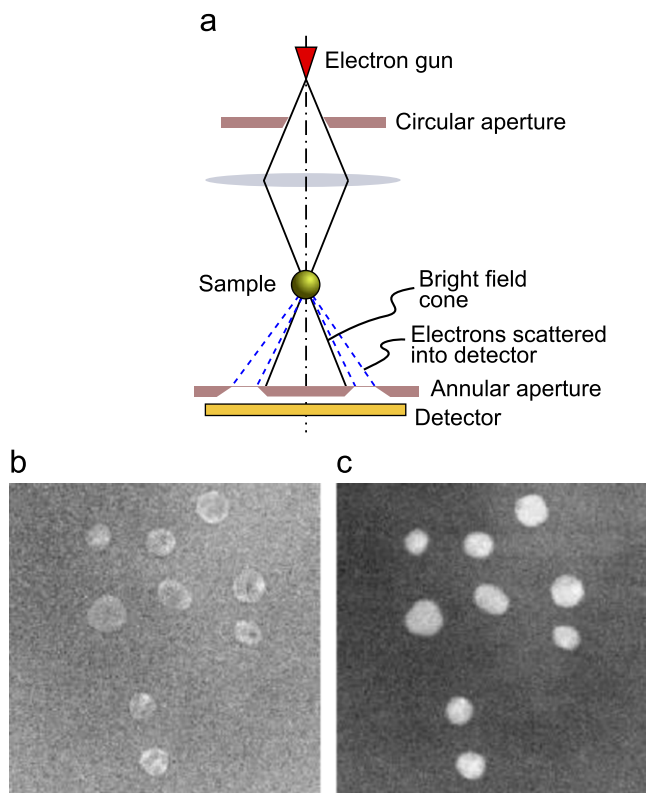 a
Electron gun
Circular aperture
Sample
Bright field
cone
Electrons scattered
into detector
Annular aperture
Detector
b
c